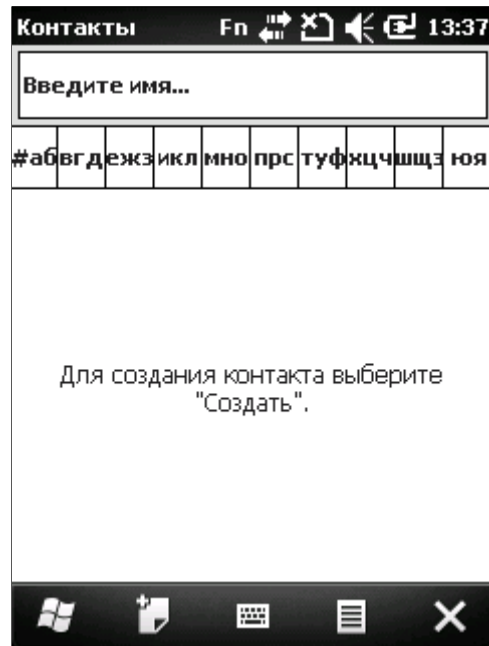 Контакты Fn 13:37
Введите имя...
#аб вгд ежз икл мно прс туф хцч шщэ юя
Для создания контакта выберите
"Создать".